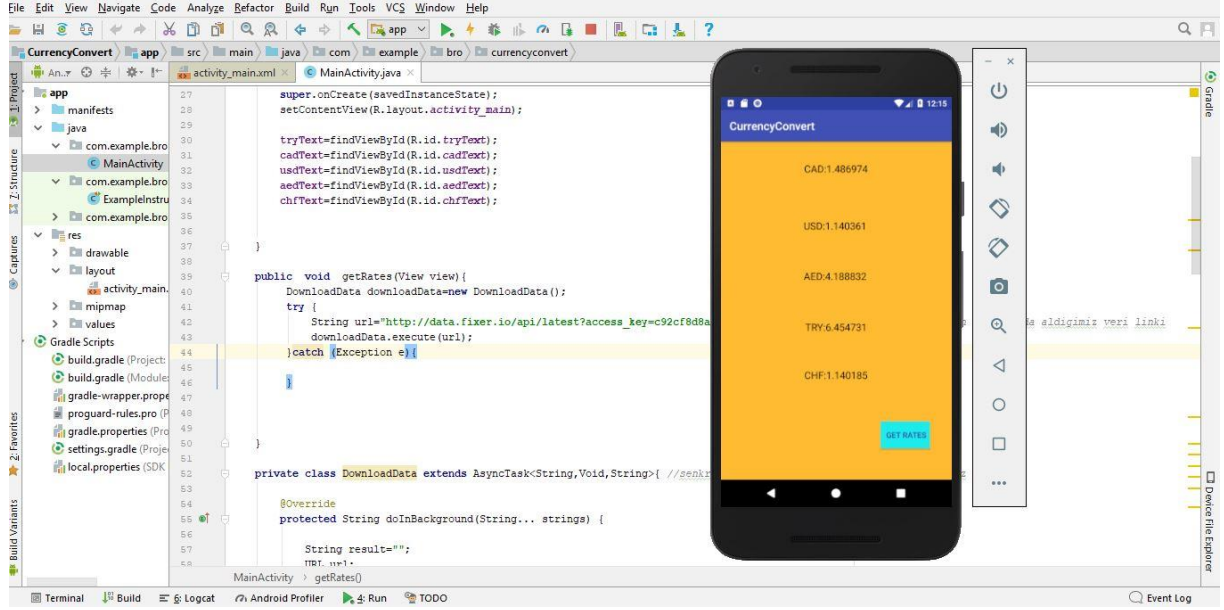 File Edit View Navigate Code Analyze Refactor Build Run Tools VCS Window Help
app
CurrencyConvert app src main java com example bro currencyconvert
An... activity_main.xml MainActivity.java
1: Project
Z: Structure
Captures
2: Favorites
Build Variants
app
manifests
java
com.example.bro
MainActivity
com.example.bro
ExampleInstru
com.example.bro
res
drawable
layout
activity_main.
mipmap
values
Gradle Scripts
build.gradle (Project:
build.gradle (Module:
gradle-wrapper.prope
proguard-rules.pro (P
gradle.properties (Pro
settings.gradle (Proje
local.properties (SDK
27 super.onCreate(savedInstanceState);
28 setContentView(R.layout.activity_main);
29
30 tryText=findViewById(R.id.tryText);
31 cadText=findViewById(R.id.cadText);
32 usdText=findViewById(R.id.usdText);
33 aedText=findViewById(R.id.aedText);
34 chfText=findViewById(R.id.chfText);
35
36
37 }
38
39 public void getRates(View view){
40 DownloadData downloadData=new DownloadData();
41 try {
42 String url="http://data.fixer.io/api/latest?access_key=c92cf8d8a aldigimiz veri linki
43 downloadData.execute(url);
44 }catch (Exception e){
45
46 }
47
48
49
50 }
51
52 private class DownloadData extends AsyncTask<String,Void,String>{ //senkr
53
54 @Override
55 protected String doInBackground(String... strings) {
56
57 String result="";
58 URL url;
MainActivity getRates()
12:15
CurrencyConvert
CAD:1.486974
USD:1.140361
AED:4.188832
TRY:6.454731
CHF:1.140185
GET RATES
Gradle
Device File Explorer
Terminal Build 6: Logcat Android Profiler 4: Run TODO Event Log